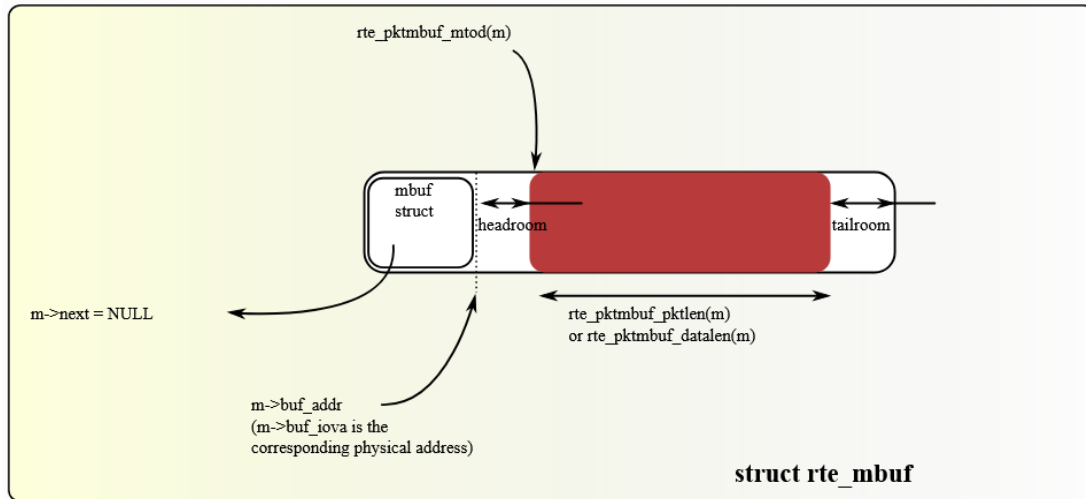 rte_pktmbuf_mtod(m)
mbuf
struct
headroom
tailroom
m->next = NULL
rte_pktmbuf_pktlen(m)
or rte_pktmbuf_datalen(m)
m->buf_addr
(m->buf_iova is the
corresponding physical address)
struct rte_mbuf